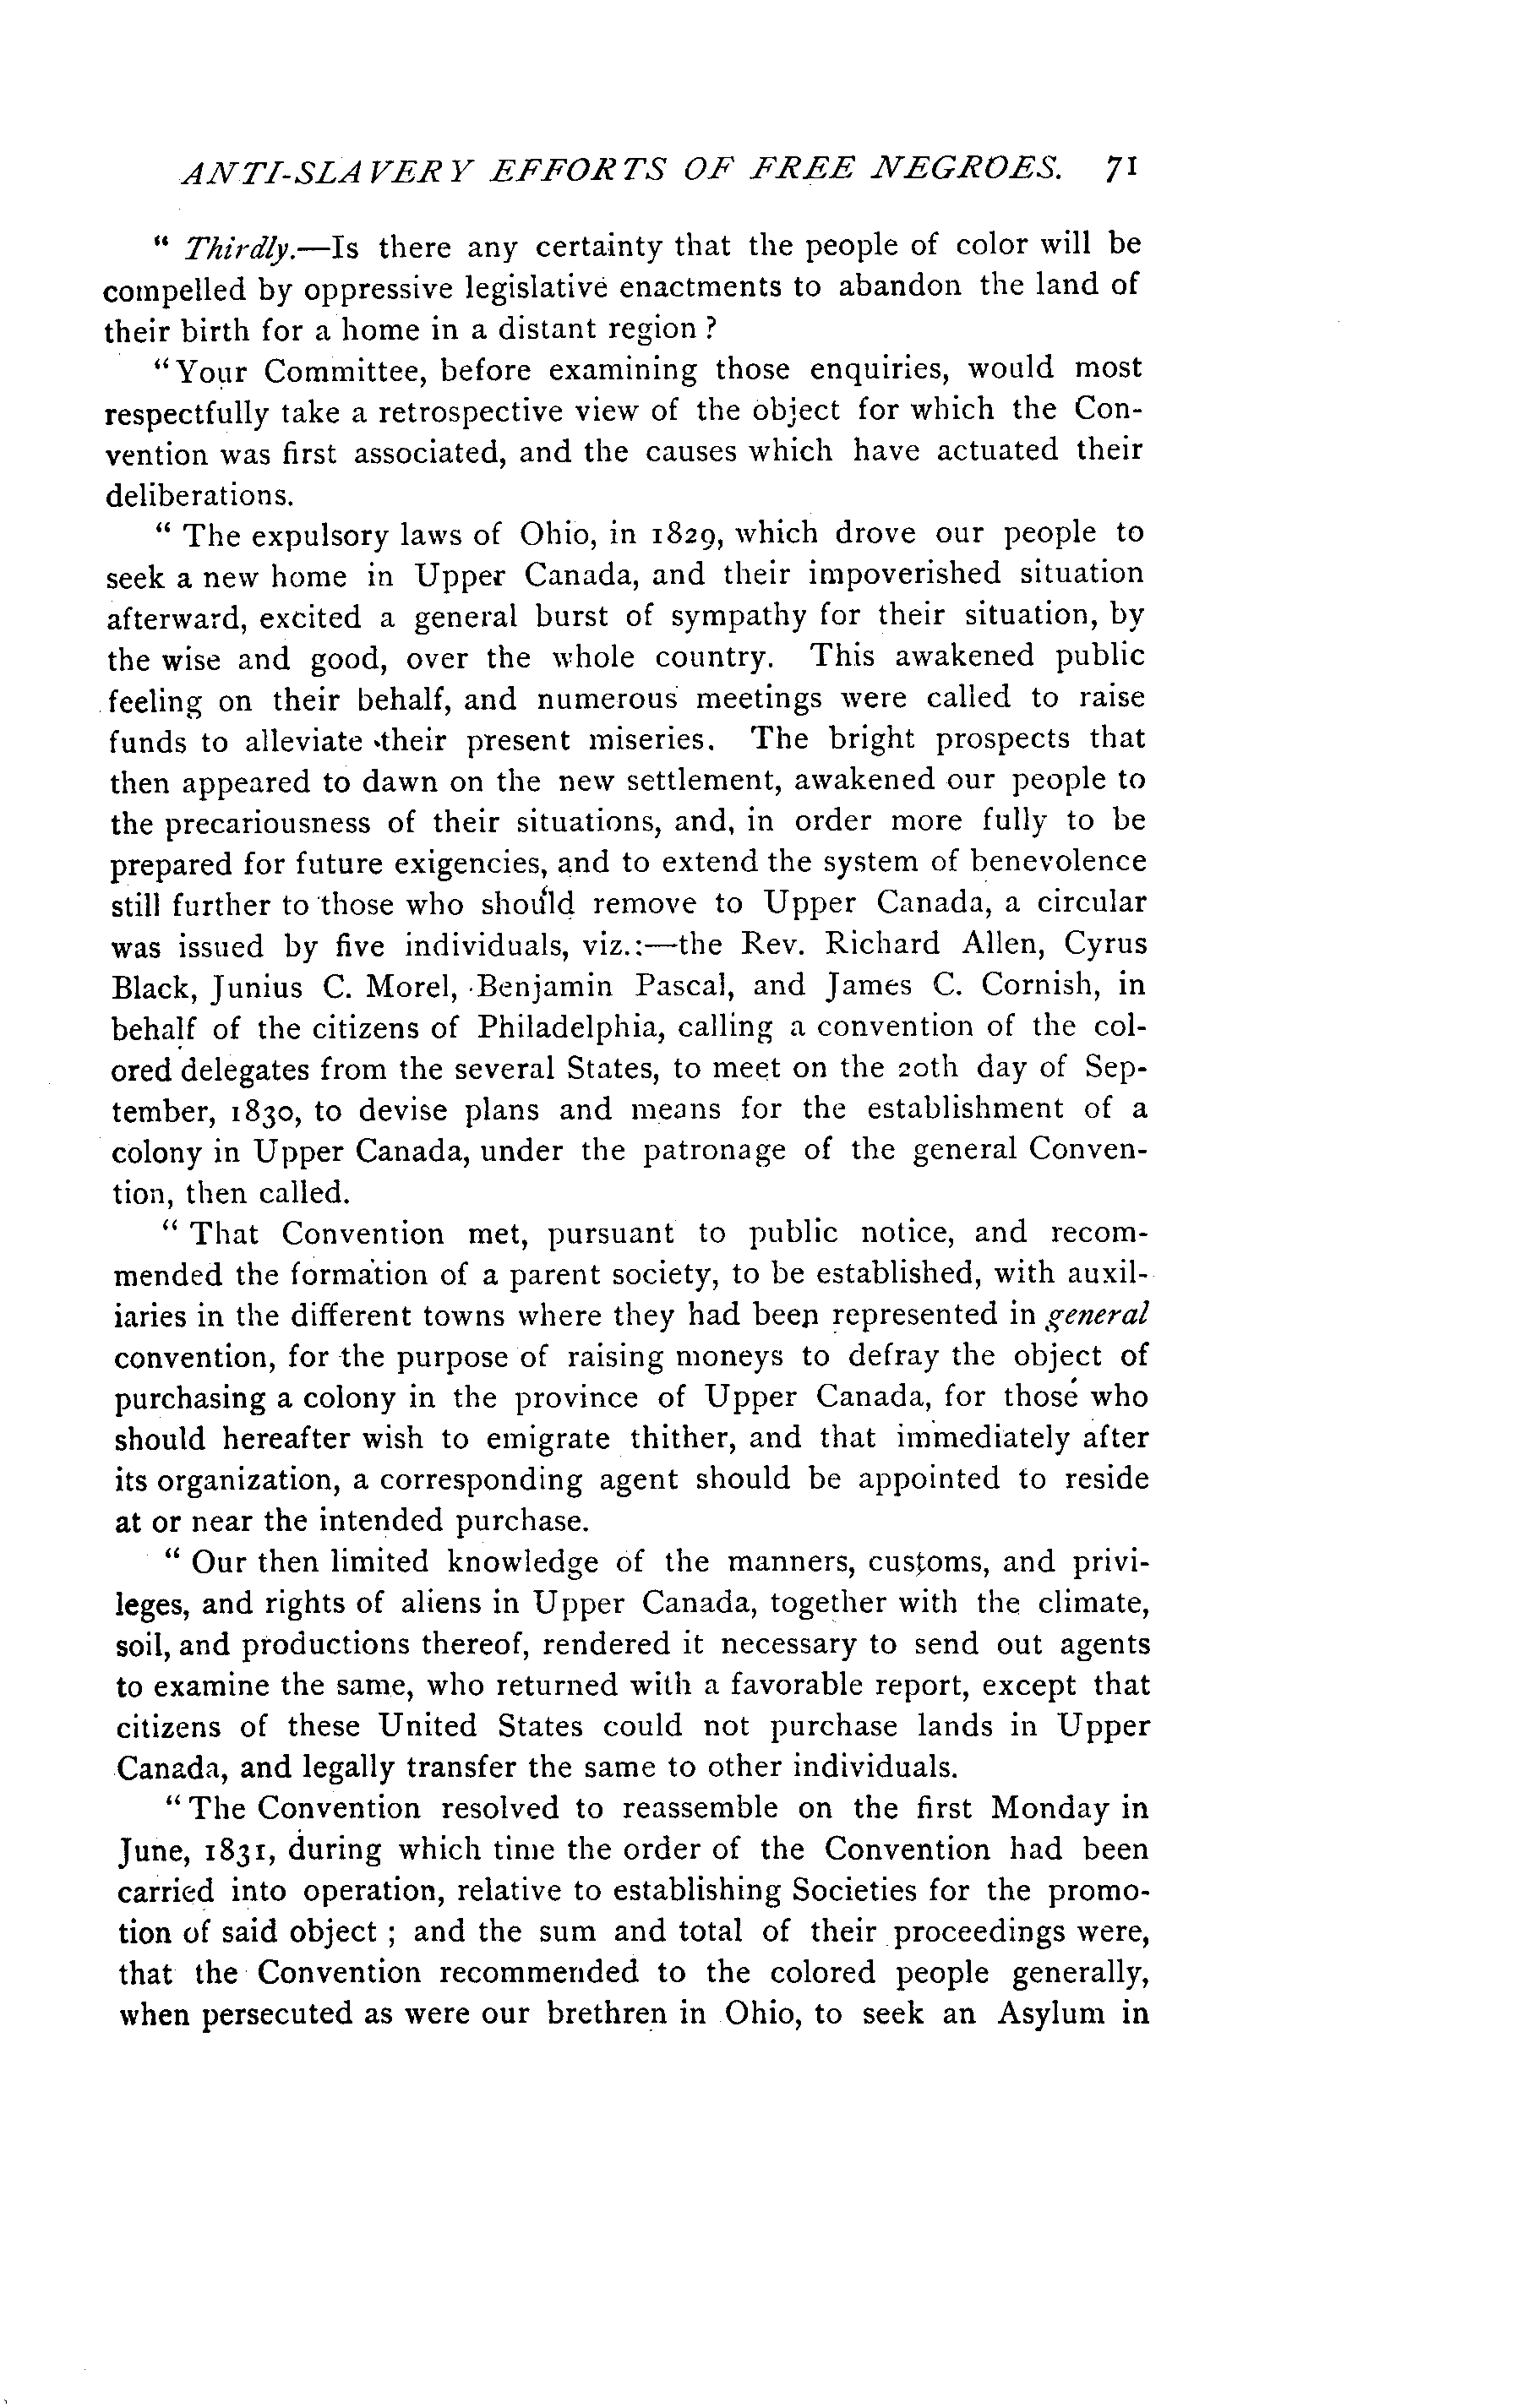 ANTI-SLAVERY EFFORTS OF FREE NEGROES. 71
" Thirdly.—Is there any certainty that the people of color will be
compelled by oppressive legislative enactments to abandon the land of
their birth for a home in a distant region ?
"Your Committee, before examining those enquiries, would most
respectfully take a retrospective view of the object for which the Con-
vention was first associated, and the causes which have actuated their
deliberations.
" The expulsory laws of Ohio, in 1829, which drove our people to
seek a new home in Upper Canada, and their impoverished situation
afterward, excited a general burst of sympathy for their situation, by
the wise and good, over the whole country. This awakened public
feeling on their behalf, and numerous meetings were called to raise
funds to alleviate their present miseries. The bright prospects that
then appeared to dawn on the new settlement, awakened our people to
the precariousness of their situations, and, in order more fully to be
prepared for future exigencies, and to extend the system of benevolence
still further to those who should remove to Upper Canada, a circular
was issued by five individuals, viz.:—the Rev. Richard Allen, Cyrus
Black, Junius C. Morel, Benjamin Pascal, and James C. Cornish, in
behalf of the citizens of Philadelphia, calling a convention of the col-
ored delegates from the several States, to meet on the 20th day of Sep-
tember, 1830, to devise plans and means for the establishment of a
colony in Upper Canada, under the patronage of the general Conven-
tion, then called.
" That Convention met, pursuant to public notice, and recom-
mended the formation of a parent society, to be established, with auxil-
iaries in the different towns where they had been represented in general
convention, for the purpose of raising moneys to defray the object of
purchasing a colony in the province of Upper Canada, for those who
should hereafter wish to emigrate thither, and that immediately after
its organization, a corresponding agent should be appointed to reside
at or near the intended purchase.
" Our then limited knowledge of the manners, customs, and privi-
leges, and rights of aliens in Upper Canada, together with the climate,
soil, and productions thereof, rendered it necessary to send out agents
to examine the same, who returned with a favorable report, except that
citizens of these United States could not purchase lands in Upper
Canada, and legally transfer the same to other individuals.
"The Convention resolved to reassemble on the first Monday in
June, 1831, during which time the order of the Convention had been
carried into operation, relative to establishing Societies for the promo-
tion of said object ; and the sum and total of their proceedings were,
that the Convention recommended to the colored people generally,
when persecuted as were our brethren in Ohio, to seek an Asylum in